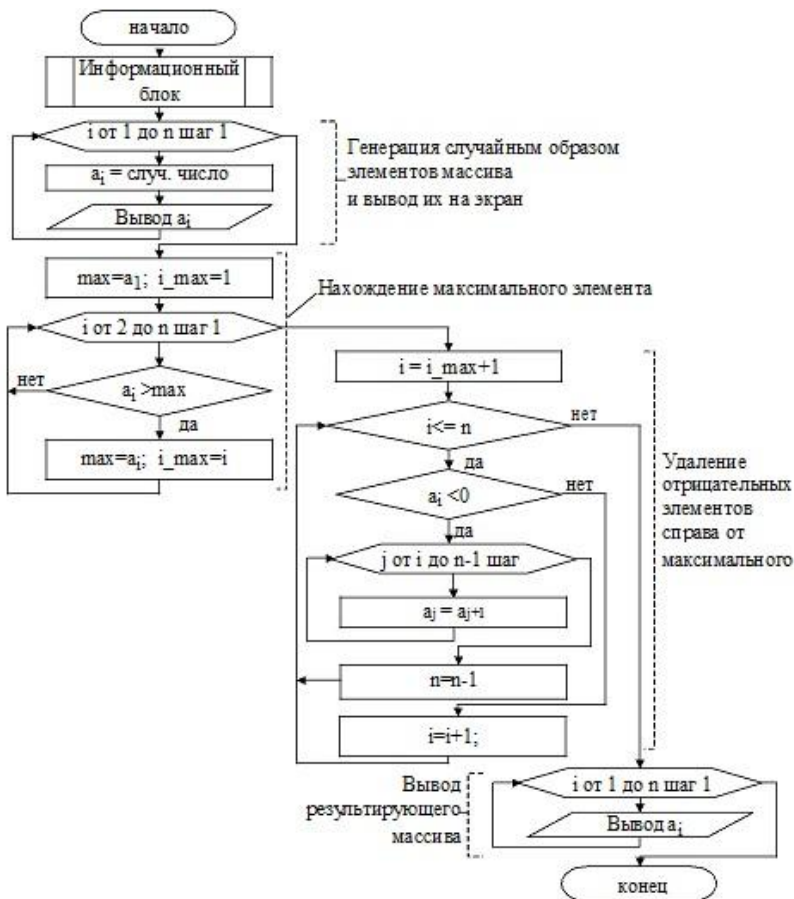 начало
Информационный
блок
i от 1 до n шаг 1
ai = случ. число
Вывод ai
Генерация случайным образом
элементов массива
и вывод их на экран
max=a1; i_max=1
Нахождение максимального элемента
i от 2 до n шаг 1
нет
ai >max
да
max=ai; i_max=i
i = i_max+1
i<= n
нет
да
ai <0
нет
да
j от i до n-1 шаг
aj = aj+1
n=n-1
i=i+1;
Удаление
отрицательных
элементов
справа от
максимального
i от 1 до n шаг 1
Вывод ai
Вывод
результирующего
массива
конец